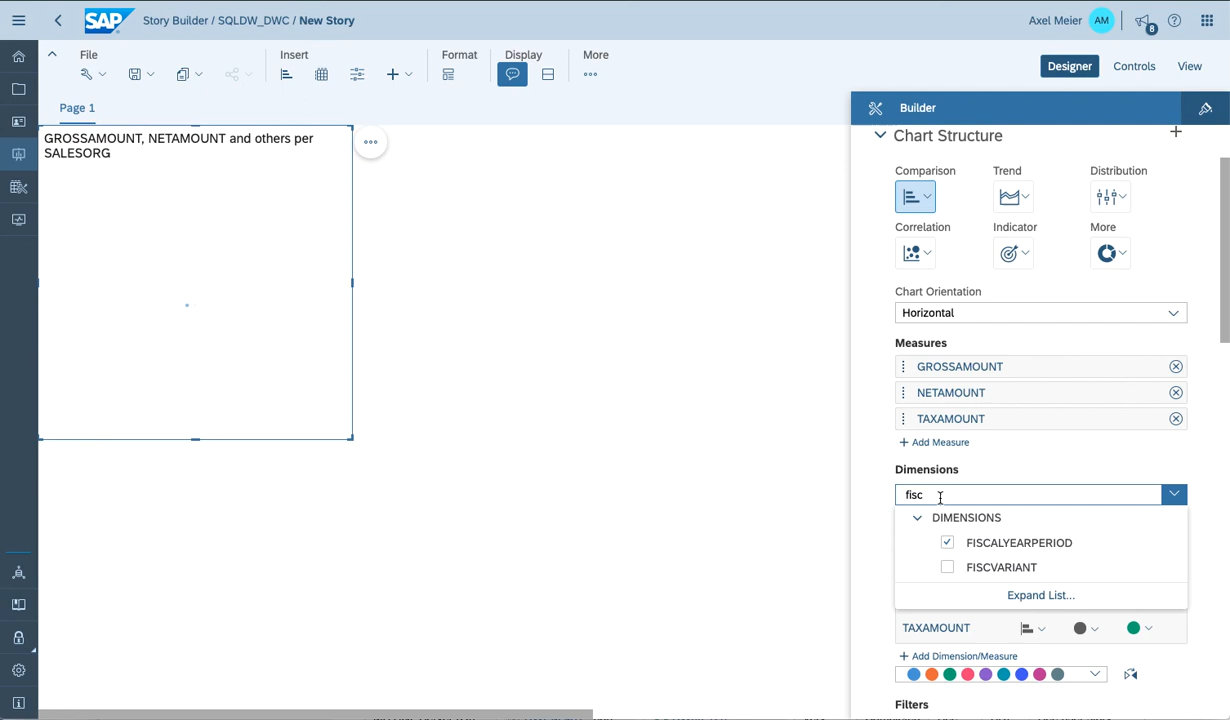 SAP
Story Builder / SQLDW_DWC / New Story
Axel Meier
AM
8
File
Insert
Format
Display
More
Designer
Controls
View
Page 1
GROSSAMOUNT, NETAMOUNT and others per
SALESORG
Builder
Chart Structure
Comparison
Trend
Distribution
Correlation
Indicator
More
Chart Orientation
Horizontal
Measures
GROSSAMOUNT
NETAMOUNT
TAXAMOUNT
+ Add Measure
Dimensions
fisc
DIMENSIONS
FISCALYEARPERIOD
FISCVARIANT
Expand List...
TAXAMOUNT
+ Add Dimension/Measure
Filters